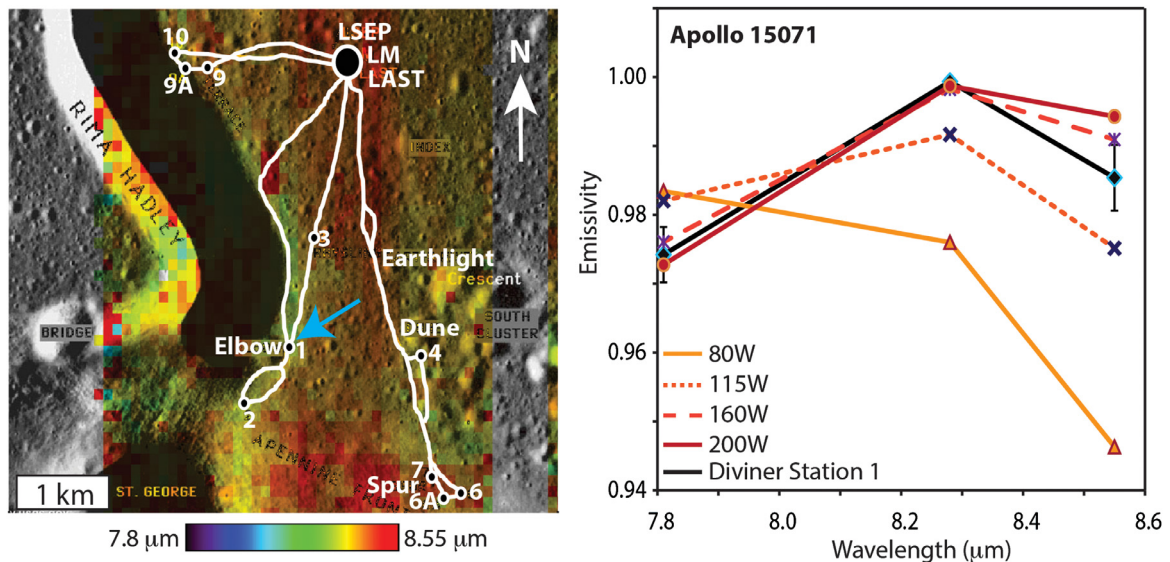 LSEP
10
LM
LAST
N
9A
9
RIMA HADLEY
INDEX
3
Earthlight
Crescent
SOUTH
CLUSTER
Dune
BRIDGE
Elbow
1
4
2
APENNINE
7
Spur
6A
6
1 km
ST. GEORGE
7.8 µm
8.55 µm
Apollo 15071
1.00
0.98
0.96
0.94
Emissivity
80W
115W
160W
200W
Diviner Station 1
7.8
8.0
8.2
8.4
8.6
Wavelength (µm)